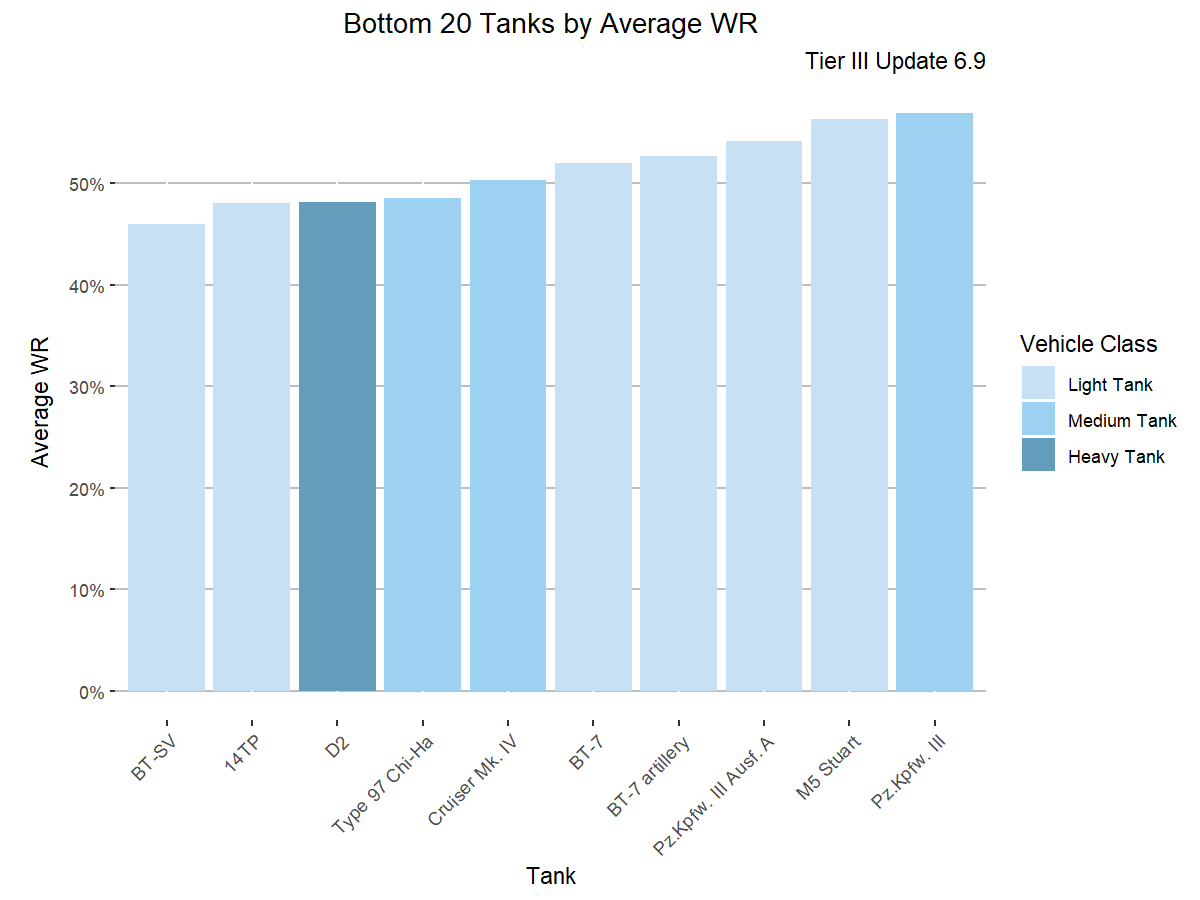 Bottom 20 Tanks by Average WR
Tier III Update 6.9
Average WR
50%
40%
30%
20%
10%
0%
BT-SV
14TP
D2
Type 97 Chi-Ha
Cruiser Mk. IV
BT-7
BT-7 artillery
Pz.Kpfw. III Ausf. A
M5 Stuart
Pz.Kpfw. III
Tank
Vehicle Class
Light Tank
Medium Tank
Heavy Tank